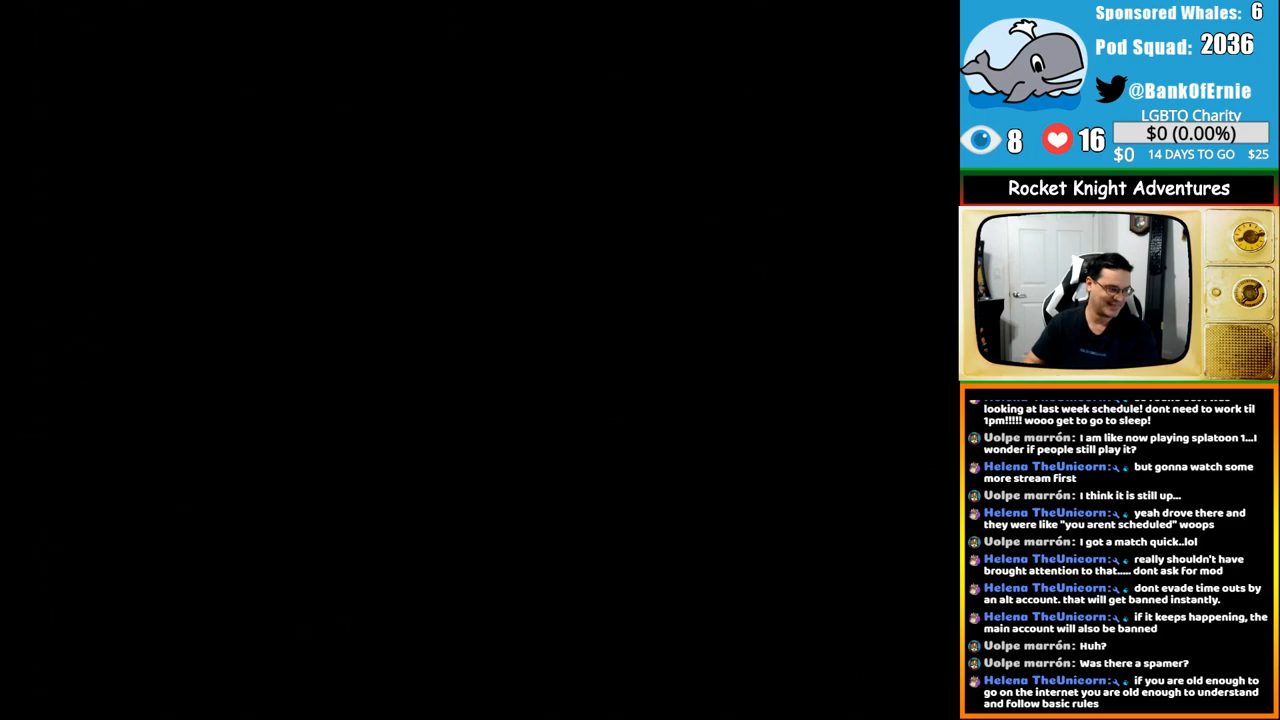 Sponsored Whales: 6
Pod Squad: 2036
@BankOfErnie
LGBTQ Charity
8 16 $0 (0.00%)
$0 14 DAYS TO GO $25
Rocket Knight Adventures
looking at last week schedule! dont need to work til
1pm!!!!! wooo get to go to sleep!
Uolpe marrón: I am like now playing splatoon 1...I
wonder if people still play it?
Helena TheUnicorn: but gonna watch some
more stream first
Uolpe marrón: I think it is still up...
Helena TheUnicorn: yeah drove there and
they were like "you arent scheduled" woops
Uolpe marrón: I got a match quick..lol
Helena TheUnicorn: really shouldn't have
brought attention to that..... dont ask for mod
Helena TheUnicorn: dont evade time outs by
an alt account. that will get banned instantly.
Helena TheUnicorn: if it keeps happening, the
main account will also be banned
Uolpe marrón: Huh?
Uolpe marrón: Was there a spamer?
Helena TheUnicorn: if you are old enough to
go on the internet you are old enough to understand
and follow basic rules